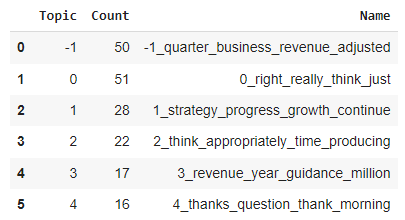 Topic Count Name
0 -1 50 -1_quarter_business_revenue_adjusted
1 0 51 0_right_really_think_just
2 1 28 1_strategy_progress_growth_continue
3 2 22 2_think_appropriately_time_producing
4 3 17 3_revenue_year_guidance_million
5 4 16 4_thanks_question_thank_morning